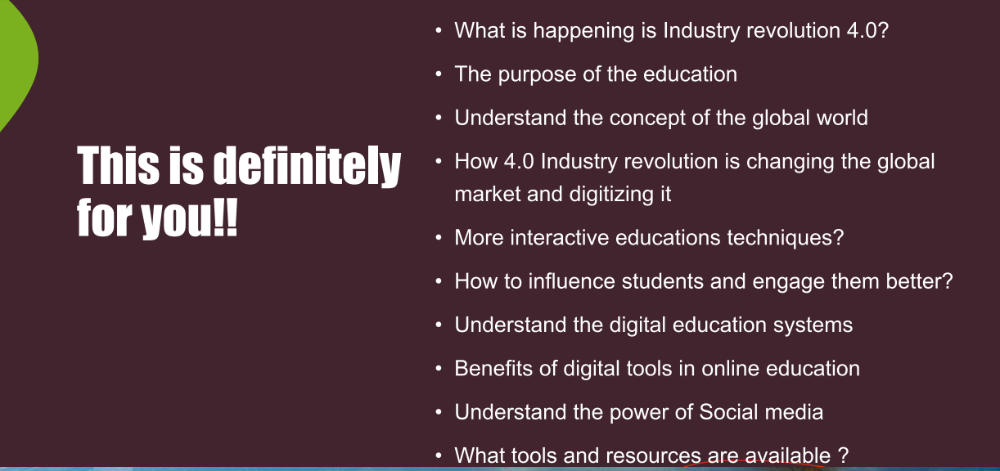 This is definitely
for you!!
• What is happening is Industry revolution 4.0?
• The purpose of the education
• Understand the concept of the global world
• How 4.0 Industry revolution is changing the global
market and digitizing it
• More interactive educations techniques?
• How to influence students and engage them better?
• Understand the digital education systems
• Benefits of digital tools in online education
• Understand the power of Social media
• What tools and resources are available ?